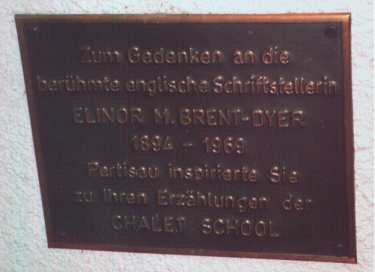 Zum Gedenken an die
berühmte englische Schriftstellerin
ELINOR M. BRENT-DYER
1894 - 1969
Pertisau inspirierte Sie
zu Ihren Erzählungen der
CHALET SCHOOL